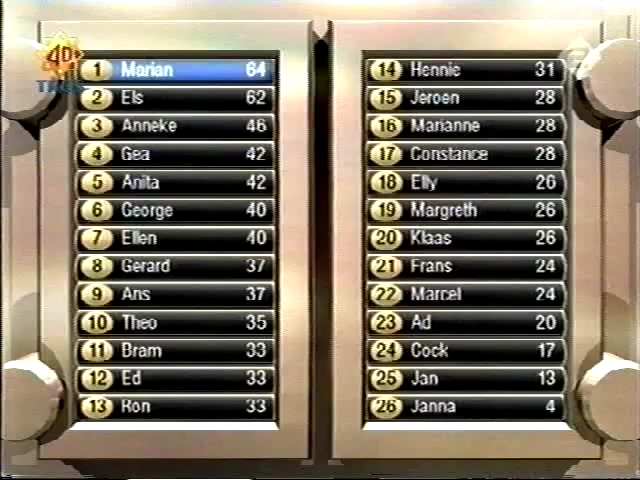 40
1 Marian 64
2 Els 62
3 Anneke 46
4 Gea 42
5 Anita 42
6 George 40
7 Ellen 40
8 Gerard 37
9 Ans 37
10 Theo 35
11 Bram 33
12 Ed 33
13 Ron 33
14 Hennie 31
15 Jeroen 28
16 Marianne 28
17 Constance 28
18 Elly 26
19 Margreth 26
20 Klaas 26
21 Frans 24
22 Marcel 24
23 Ad 20
24 Cock 17
25 Jan 13
26 Janna 4